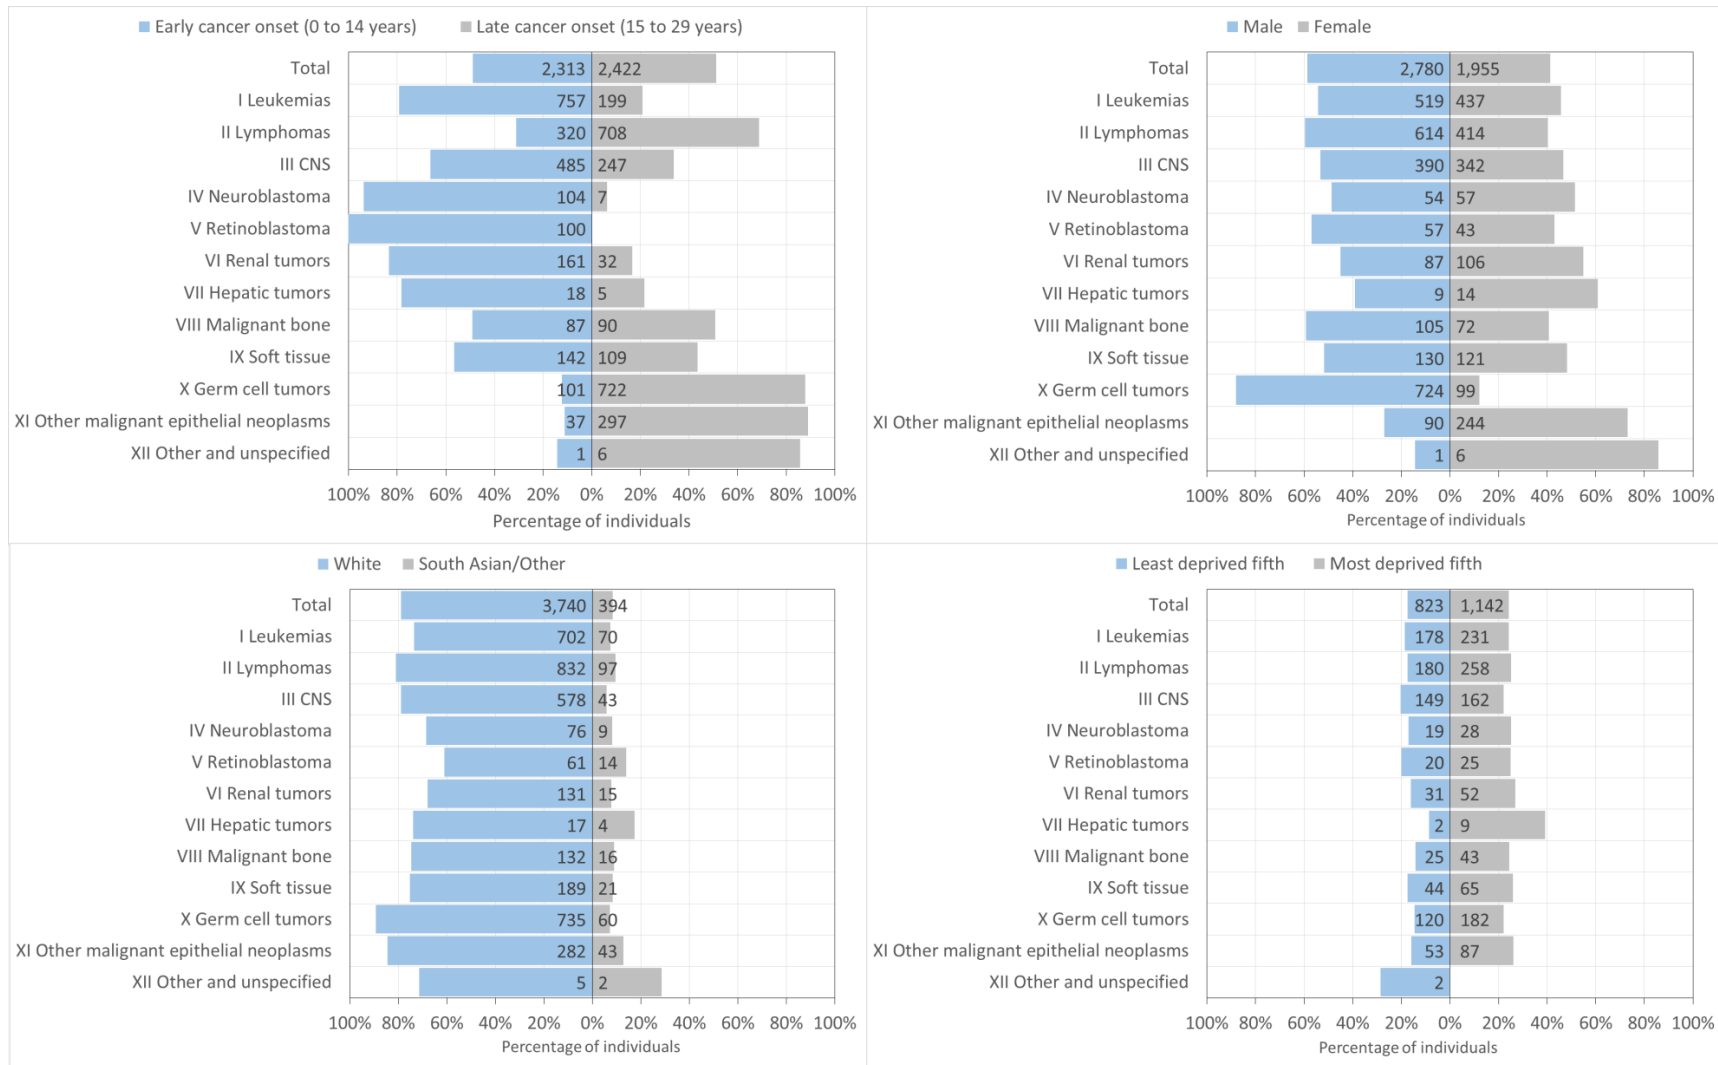 Early cancer onset (0 to 14 years) Late cancer onset (15 to 29 years)
Total 2,313 2,422
I Leukemias 757 199
II Lymphomas 320 708
III CNS 485 247
IV Neuroblastoma 104 7
V Retinoblastoma 100
VI Renal tumors 161 32
VII Hepatic tumors 18 5
VIII Malignant bone 87 90
IX Soft tissue 142 109
X Germ cell tumors 101 722
XI Other malignant epithelial neoplasms 37 297
XII Other and unspecified 1 6
100% 80% 60% 40% 20% 0% 20% 40% 60% 80% 100%
Percentage of individuals
Male Female
Total 2,780 1,955
I Leukemias 519 437
II Lymphomas 614 414
III CNS 390 342
IV Neuroblastoma 54 57
V Retinoblastoma 57 43
VI Renal tumors 87 106
VII Hepatic tumors 9 14
VIII Malignant bone 105 72
IX Soft tissue 130 121
X Germ cell tumors 724 99
XI Other malignant epithelial neoplasms 90 244
XII Other and unspecified 1 6
100% 80% 60% 40% 20% 0% 20% 40% 60% 80% 100%
Percentage of individuals
White South Asian/Other
Total 3,740 394
I Leukemias 702 70
II Lymphomas 832 97
III CNS 578 43
IV Neuroblastoma 76 9
V Retinoblastoma 61 14
VI Renal tumors 131 15
VII Hepatic tumors 17 4
VIII Malignant bone 132 16
IX Soft tissue 189 21
X Germ cell tumors 735 60
XI Other malignant epithelial neoplasms 282 43
XII Other and unspecified 5 2
100% 80% 60% 40% 20% 0% 20% 40% 60% 80% 100%
Percentage of individuals
Least deprived fifth Most deprived fifth
Total 823 1,142
I Leukemias 178 231
II Lymphomas 180 258
III CNS 149 162
IV Neuroblastoma 19 28
V Retinoblastoma 20 25
VI Renal tumors 31 52
VII Hepatic tumors 2 9
VIII Malignant bone 25 43
IX Soft tissue 44 65
X Germ cell tumors 120 182
XI Other malignant epithelial neoplasms 53 87
XII Other and unspecified 2
100% 80% 60% 40% 20% 0% 20% 40% 60% 80% 100%
Percentage of individuals